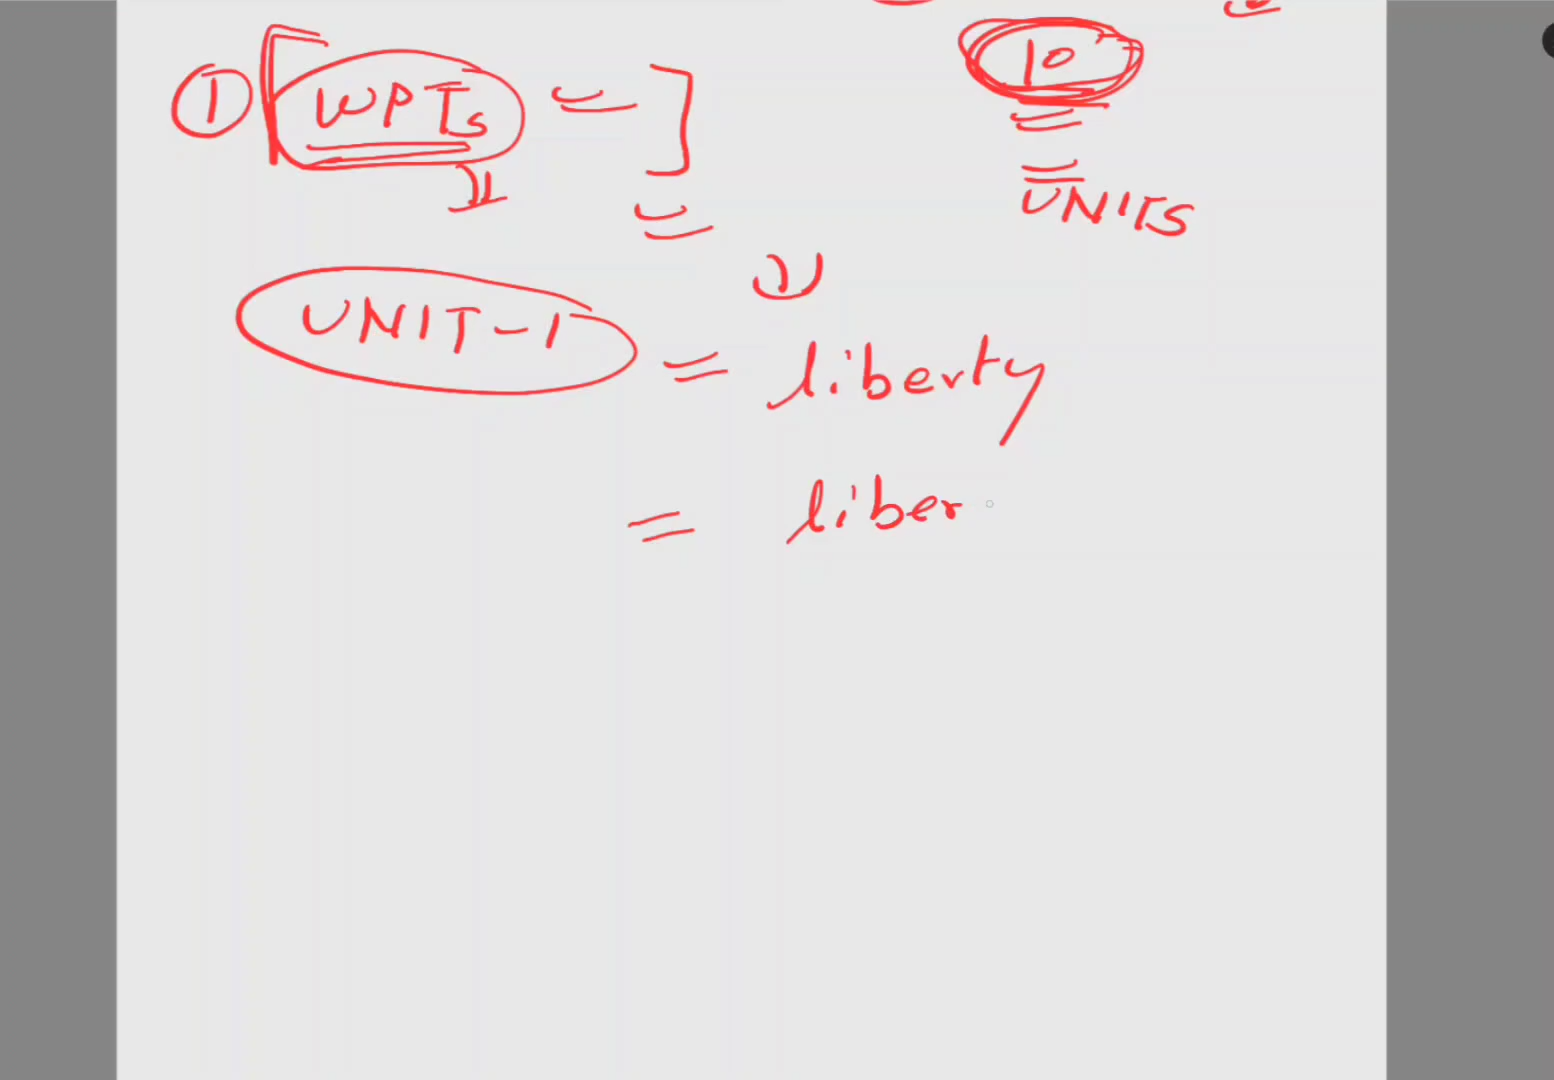 ① [WPTs =]
10
UNITS
UNIT-1
= liberty
= liber